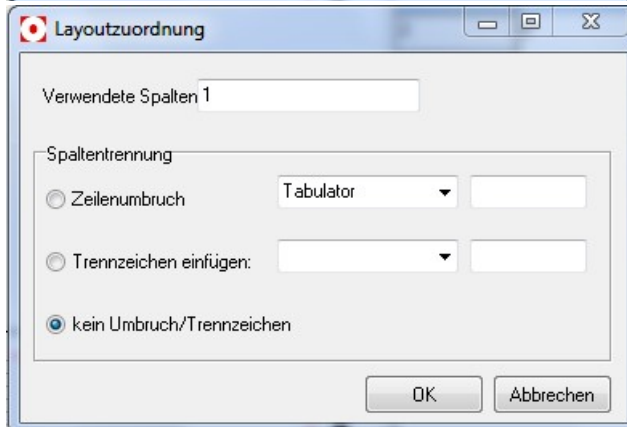 Layoutzuordnung
Verwendete Spalten 1
Spaltentrennung
Zeilenumbruch Tabulator
Trennzeichen einfügen:
kein Umbruch/Trennzeichen
OK Abbrechen